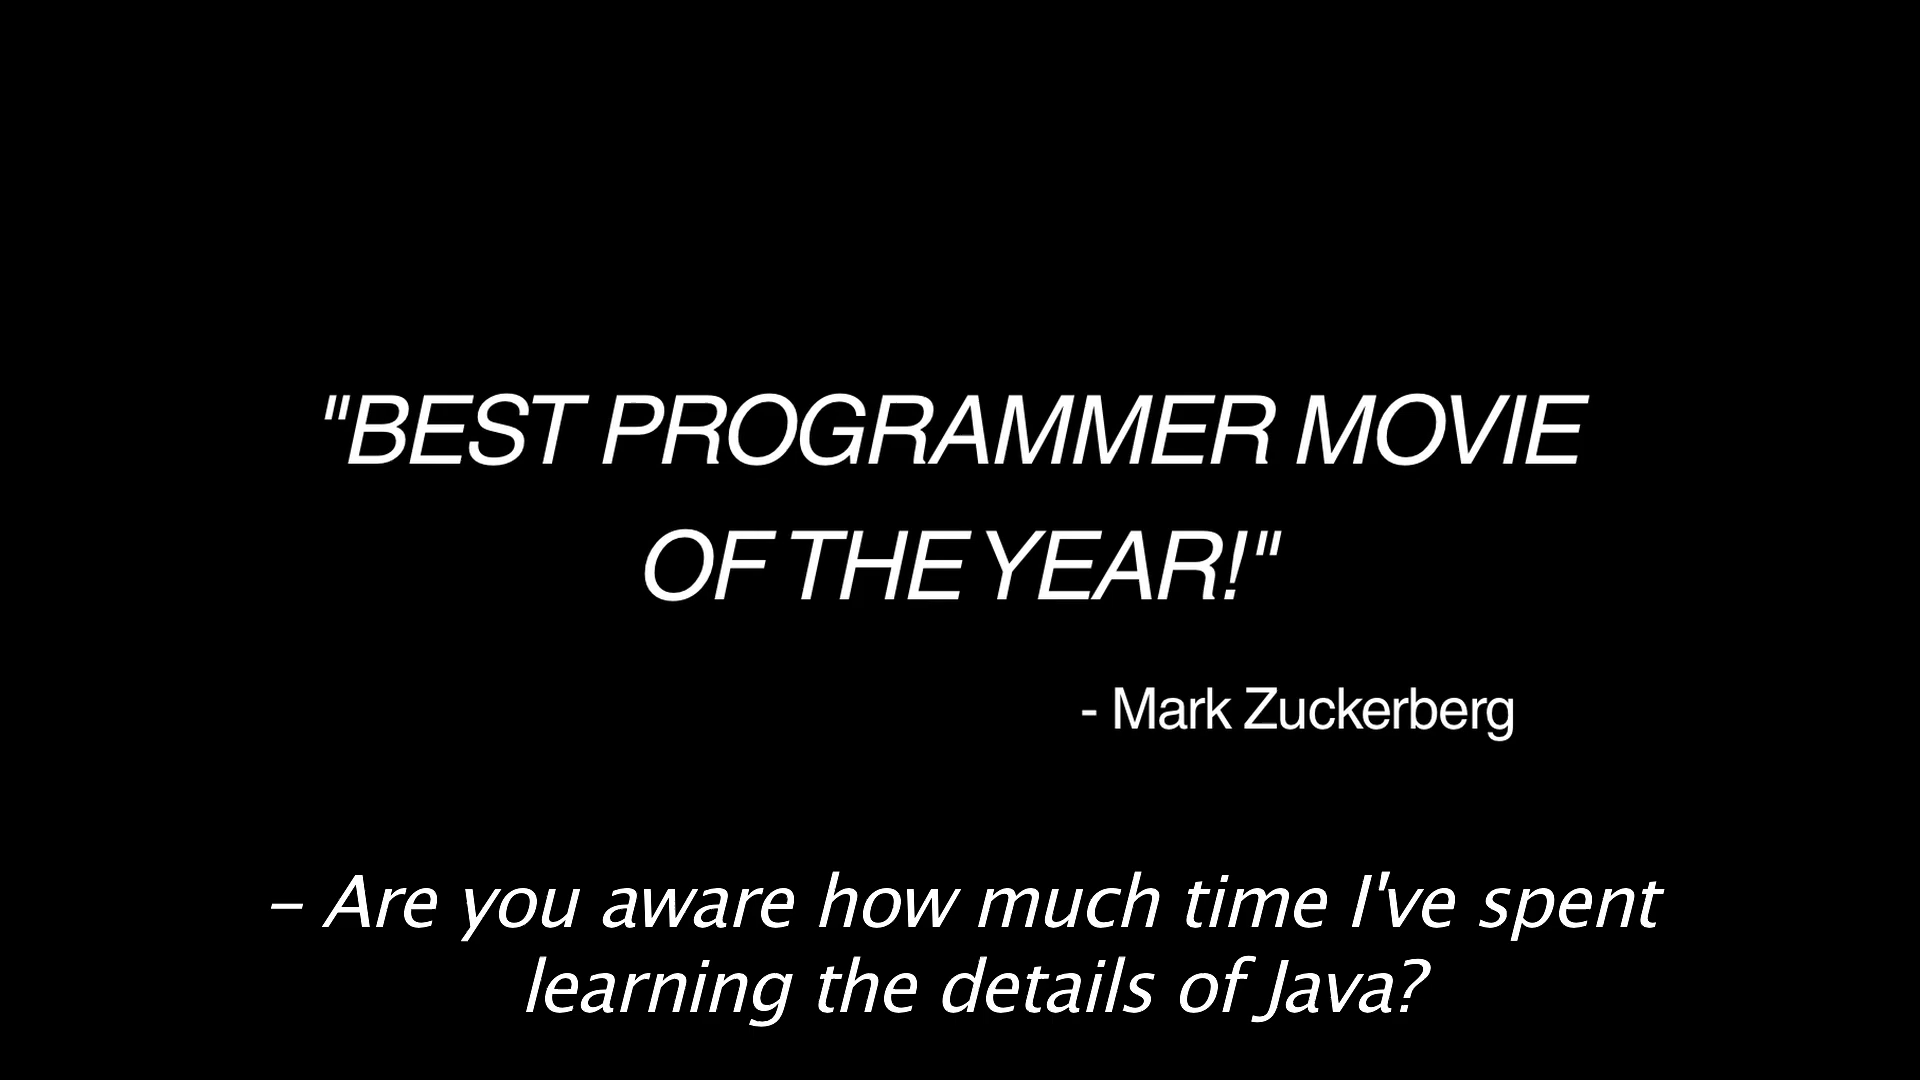 "BEST PROGRAMMER MOVIE
OF THE YEAR!"
- Mark Zuckerberg
– Are you aware how much time I've spent
learning the details of Java?